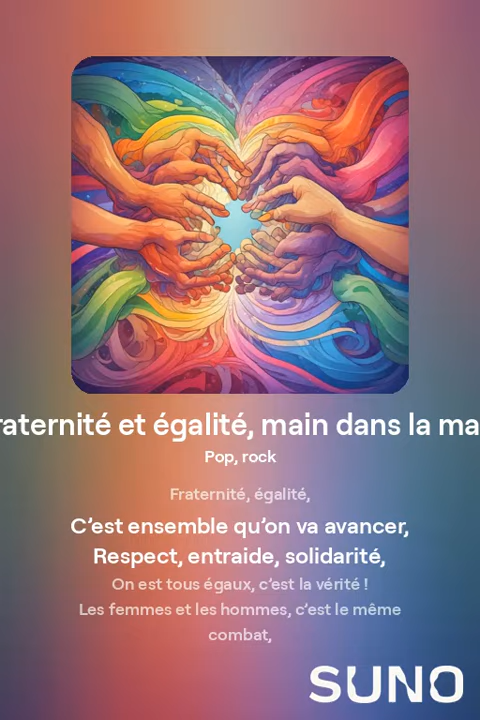 raternité et égalité, main dans la ma
Pop, rock
Fraternité, égalité,
C’est ensemble qu’on va avancer,
Respect, entraide, solidarité,
On est tous égaux, c’est la vérité !
Les femmes et les hommes, c’est le même
combat,
SUNO